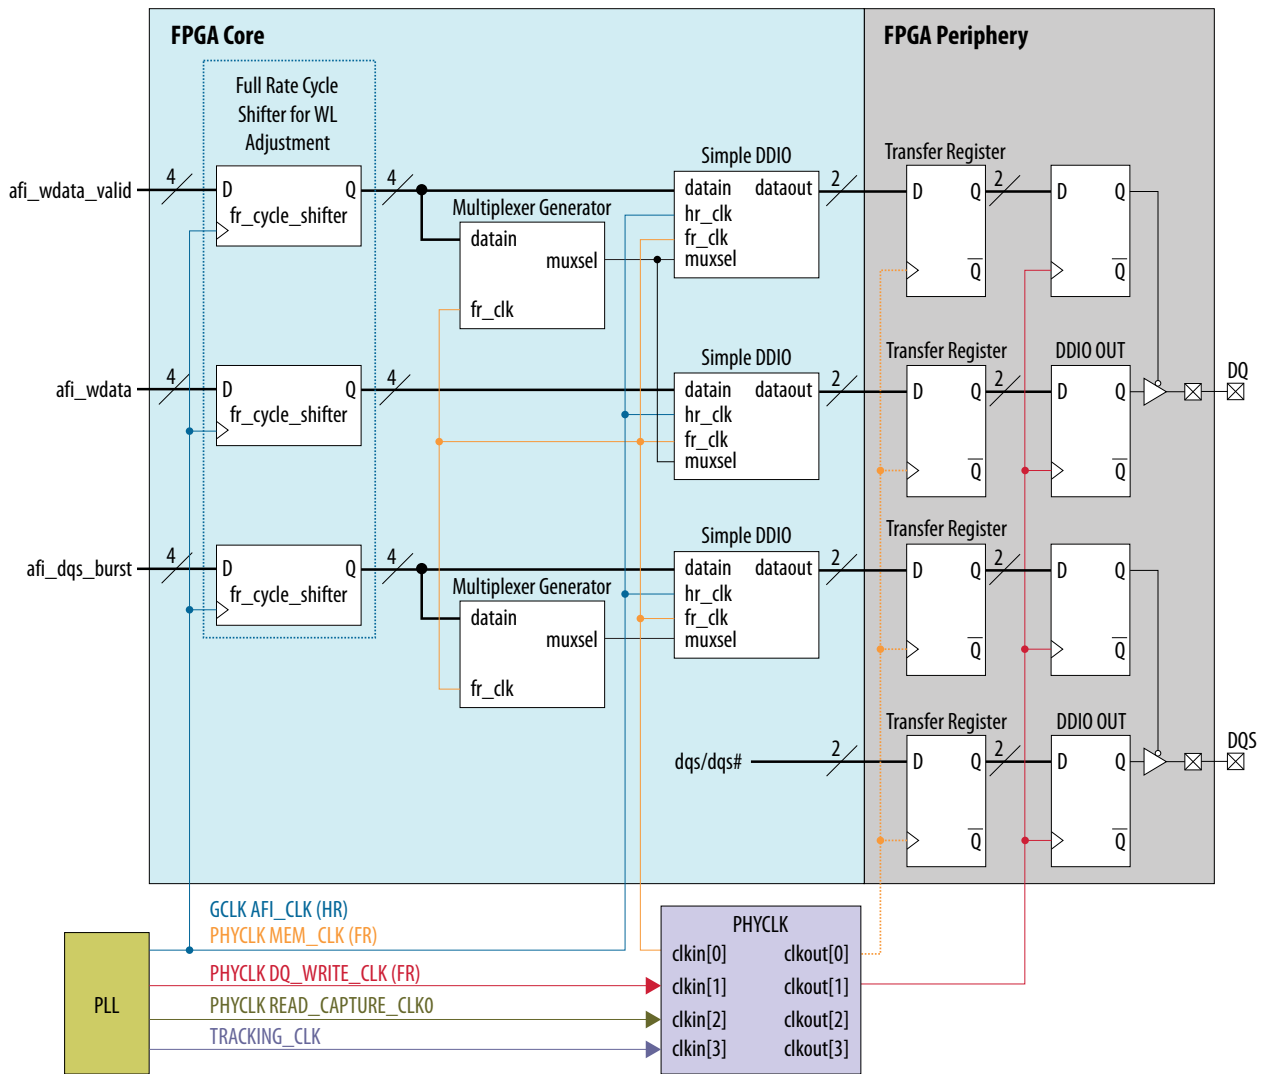 FPGA Core
FPGA Periphery
Full Rate Cycle
Shifter for WL
Adjustment
afi_wdata_valid
4
D
Q
fr_cycle_shifter
4
Multiplexer Generator
datain
muxsel
fr_clk
Simple DDIO
datain
dataout
hr_clk
fr_clk
muxsel
2
Transfer Register
D
Q
Q
2
D
Q
Q
afi_wdata
4
D
Q
fr_cycle_shifter
4
Simple DDIO
datain
dataout
hr_clk
fr_clk
muxsel
2
Transfer Register
D
Q
Q
2
DDIO OUT
D
Q
Q
DQ
afi_dqs_burst
4
D
Q
fr_cycle_shifter
4
Multiplexer Generator
datain
muxsel
fr_clk
Simple DDIO
datain
dataout
hr_clk
fr_clk
muxsel
2
Transfer Register
D
Q
Q
2
D
Q
Q
dqs/dqs#
2
Transfer Register
D
Q
Q
2
DDIO OUT
D
Q
Q
DQS
PLL
GCLK AFI_CLK (HR)
PHYCLK MEM_CLK (FR)
PHYCLK DQ_WRITE_CLK (FR)
PHYCLK READ_CAPTURE_CLK0
TRACKING_CLK
PHYCLK
clkin[0]
clkout[0]
clkin[1]
clkout[1]
clkin[2]
clkout[2]
clkin[3]
clkout[3]